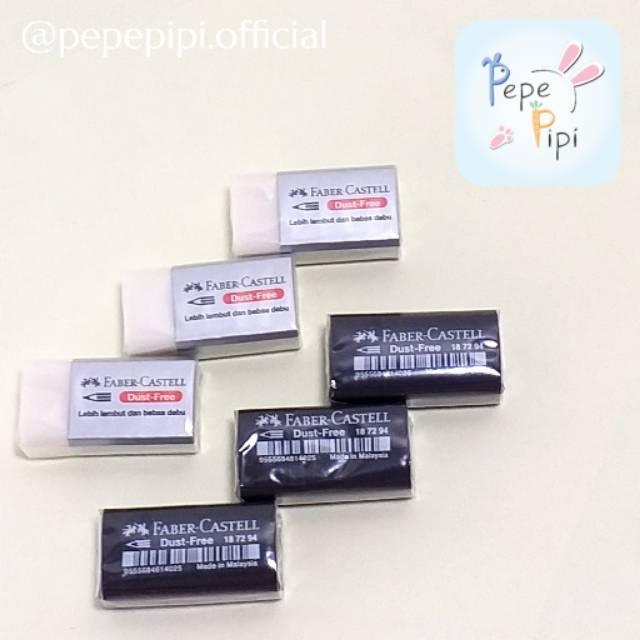 @pepepipi.official
Pepe
Pipi
FABER-CASTELL
Dust-Free
Lebih lembut dan bebas debu
FABER-CASTELL
Dust-Free
Lebih lembut dan bebas debu
FABER-CASTELL
Dust-Free 18 72 94
FABER-CASTELL
Dust-Free
Lebih lembut dan bebas debu
FABER-CASTELL
Dust-Free 18 72 94
9555684614025 Made in Malaysia
FABER-CASTELL
Dust-Free 18 72 94
9555684614025 Made in Malaysia